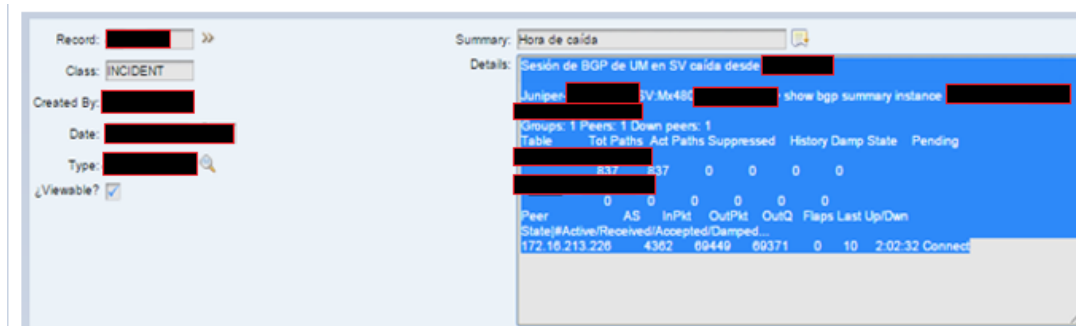 Record:
Summary: Hora de caída
Class: INCIDENT
Details: Sesión de BGP de UM en SV caída desde
Created By:
Juniper- SV:Mx480 show bgp summary instance
Date:
Groups: 1 Peers: 1 Down peers: 1
Table Tot Paths Act Paths Suppressed History Damp State Pending
Type:
837 837 0 0 0 0
¿Viewable?
0 0 0 0 0 0
Peer AS InPkt OutPkt OutQ Flaps Last Up/Dwn
State|#Active/Received/Accepted/Damped...
172.16.213.226 4362 69449 69371 0 10 2:02:32 Connect